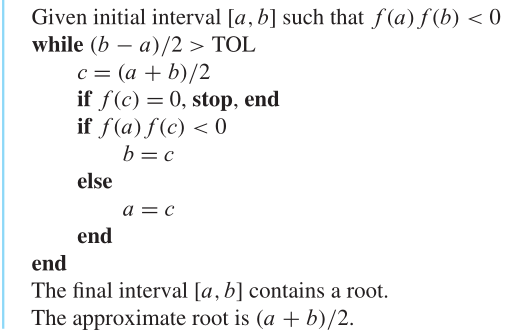 Given initial interval [a, b] such that f(a) f(b) < 0
while (b − a)/2 > TOL
c = (a + b)/2
if f(c) = 0, stop, end
if f(a) f(c) < 0
b = c
else
a = c
end
end
The final interval [a, b] contains a root.
The approximate root is (a + b)/2.